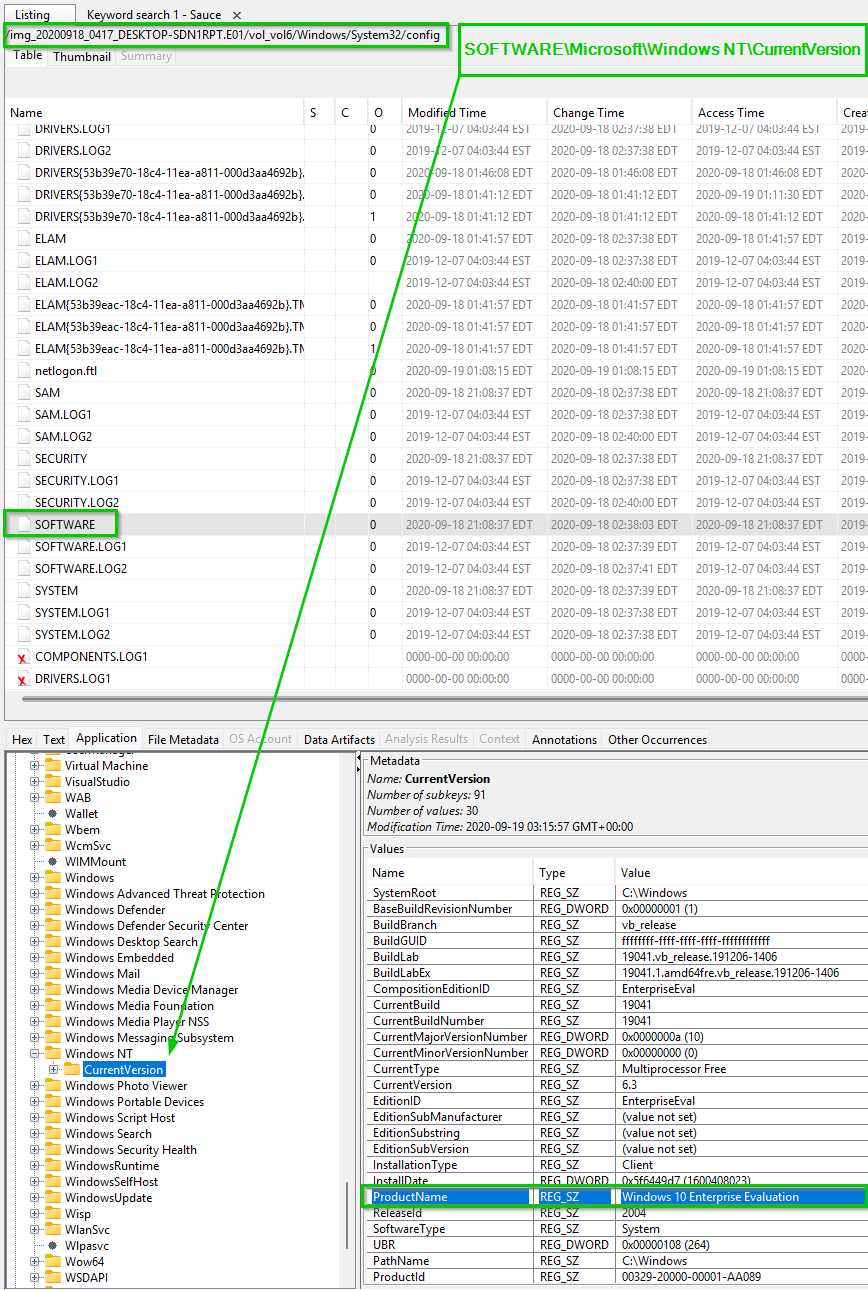 Listing Keyword search 1 - Sauce ×
/img_20200918_0417_DESKTOP-SDN1RPT.E01/vol_vol6/Windows/System32/config
SOFTWARE\Microsoft\Windows NT\CurrentVersion
Table Thumbnail Summary
Name S C O Modified Time Change Time Access Time Crea
DRIVERS.LOG1 0 2019-12-07 04:03:44 EST 2020-09-18 02:37:38 EDT 2019-12-07 04:03:44 EST 2019-
DRIVERS.LOG2 0 2019-12-07 04:03:44 EST 2020-09-18 02:37:38 EDT 2019-12-07 04:03:44 EST 2019-
DRIVERS{53b39e70-18c4-11ea-a811-000d3aa4692b}. 0 2020-09-18 01:46:08 EDT 2020-09-18 01:46:08 EDT 2020-09-18 01:46:08 EDT 2020-
DRIVERS{53b39e70-18c4-11ea-a811-000d3aa4692b}. 0 2020-09-18 01:41:12 EDT 2020-09-18 01:41:12 EDT 2020-09-19 01:11:30 EDT 2020-
DRIVERS{53b39e70-18c4-11ea-a811-000d3aa4692b}. 1 2020-09-18 01:41:12 EDT 2020-09-18 01:41:12 EDT 2020-09-18 01:41:12 EDT 2020-
ELAM 0 2020-09-18 01:41:57 EDT 2020-09-18 02:37:38 EDT 2020-09-18 01:41:57 EDT 2019-
ELAM.LOG1 0 2019-12-07 04:03:44 EST 2020-09-18 02:37:38 EDT 2019-12-07 04:03:44 EST 2019-
ELAM.LOG2 2019-12-07 04:03:44 EST 2020-09-18 02:40:00 EDT 2019-12-07 04:03:44 EST 2019-
ELAM{53b39eac-18c4-11ea-a811-000d3aa4692b}.TM 0 2020-09-18 01:41:57 EDT 2020-09-18 01:41:57 EDT 2020-09-18 01:41:57 EDT 2020-
ELAM{53b39eac-18c4-11ea-a811-000d3aa4692b}.TM 0 2020-09-18 01:41:57 EDT 2020-09-18 01:41:57 EDT 2020-09-18 01:41:57 EDT 2020-
ELAM{53b39eac-18c4-11ea-a811-000d3aa4692b}.TM 1 2020-09-18 01:41:57 EDT 2020-09-18 01:41:57 EDT 2020-09-18 01:41:57 EDT 2020-
netlogon.ftl 0 2020-09-19 01:08:15 EDT 2020-09-19 01:08:15 EDT 2020-09-19 01:08:15 EDT 2020-
SAM 0 2020-09-18 21:08:37 EDT 2020-09-18 02:37:38 EDT 2020-09-18 21:08:37 EDT 2019-
SAM.LOG1 0 2019-12-07 04:03:44 EST 2020-09-18 02:37:38 EDT 2019-12-07 04:03:44 EST 2019-
SAM.LOG2 0 2019-12-07 04:03:44 EST 2020-09-18 02:40:00 EDT 2019-12-07 04:03:44 EST 2019-
SECURITY 0 2020-09-18 21:08:37 EDT 2020-09-18 02:37:38 EDT 2020-09-18 21:08:37 EDT 2019-
SECURITY.LOG1 0 2019-12-07 04:03:44 EST 2020-09-18 02:37:38 EDT 2019-12-07 04:03:44 EST 2019-
SECURITY.LOG2 0 2019-12-07 04:03:44 EST 2020-09-18 02:40:00 EDT 2019-12-07 04:03:44 EST 2019-
SOFTWARE 0 2020-09-18 21:08:37 EDT 2020-09-18 02:38:03 EDT 2020-09-18 21:08:37 EDT 2019-
SOFTWARE.LOG1 0 2019-12-07 04:03:44 EST 2020-09-18 02:37:39 EDT 2019-12-07 04:03:44 EST 2019-
SOFTWARE.LOG2 0 2019-12-07 04:03:44 EST 2020-09-18 02:37:41 EDT 2019-12-07 04:03:44 EST 2019-
SYSTEM 0 2020-09-18 21:08:37 EDT 2020-09-18 02:37:39 EDT 2020-09-18 21:08:37 EDT 2019-
SYSTEM.LOG1 0 2019-12-07 04:03:44 EST 2020-09-18 02:37:38 EDT 2019-12-07 04:03:44 EST 2019-
SYSTEM.LOG2 0 2019-12-07 04:03:44 EST 2020-09-18 02:37:38 EDT 2019-12-07 04:03:44 EST 2019-
COMPONENTS.LOG1 0000-00-00 00:00:00 0000-00-00 00:00:00 0000-00-00 00:00:00 0000-
DRIVERS.LOG1 0000-00-00 00:00:00 0000-00-00 00:00:00 0000-00-00 00:00:00 0000-
Hex Text Application File Metadata OS Account Data Artifacts Analysis Results Context Annotations Other Occurrences
Virtual Machine
VisualStudio
WAB
Wallet
Wbem
WcmSvc
WIMMount
Windows
Windows Advanced Threat Protection
Windows Defender
Windows Defender Security Center
Windows Desktop Search
Windows Embedded
Windows Mail
Windows Media Device Manager
Windows Media Foundation
Windows Media Player NSS
Windows Messaging Subsystem
Windows NT
CurrentVersion
Windows Photo Viewer
Windows Portable Devices
Windows Script Host
Windows Search
Windows Security Health
WindowsRuntime
WindowsSelfHost
WindowsUpdate
Wisp
WlanSvc
Wlpasvc
Wow64
WSDAPI
Metadata
Name: CurrentVersion
Number of subkeys: 91
Number of values: 30
Modification Time: 2020-09-19 03:15:57 GMT+00:00
Values
Name Type Value
SystemRoot REG_SZ C:\Windows
BaseBuildRevisionNumber REG_DWORD 0x00000001 (1)
BuildBranch REG_SZ vb_release
BuildGUID REG_SZ ffffffff-ffff-ffff-ffff-ffffffffffff
BuildLab REG_SZ 19041.vb_release.191206-1406
BuildLabEx REG_SZ 19041.1.amd64fre.vb_release.191206-1406
CompositionEditionID REG_SZ EnterpriseEval
CurrentBuild REG_SZ 19041
CurrentBuildNumber REG_SZ 19041
CurrentMajorVersionNumber REG_DWORD 0x0000000a (10)
CurrentMinorVersionNumber REG_DWORD 0x00000000 (0)
CurrentType REG_SZ Multiprocessor Free
CurrentVersion REG_SZ 6.3
EditionID REG_SZ EnterpriseEval
EditionSubManufacturer REG_SZ (value not set)
EditionSubstring REG_SZ (value not set)
EditionSubVersion REG_SZ (value not set)
InstallationType REG_SZ Client
InstallDate REG_DWORD 0x5f6449d7 (1600408023)
ProductName REG_SZ Windows 10 Enterprise Evaluation
ReleaseId REG_SZ 2004
SoftwareType REG_SZ System
UBR REG_DWORD 0x00000108 (264)
PathName REG_SZ C:\Windows
ProductId REG_SZ 00329-20000-00001-AA089